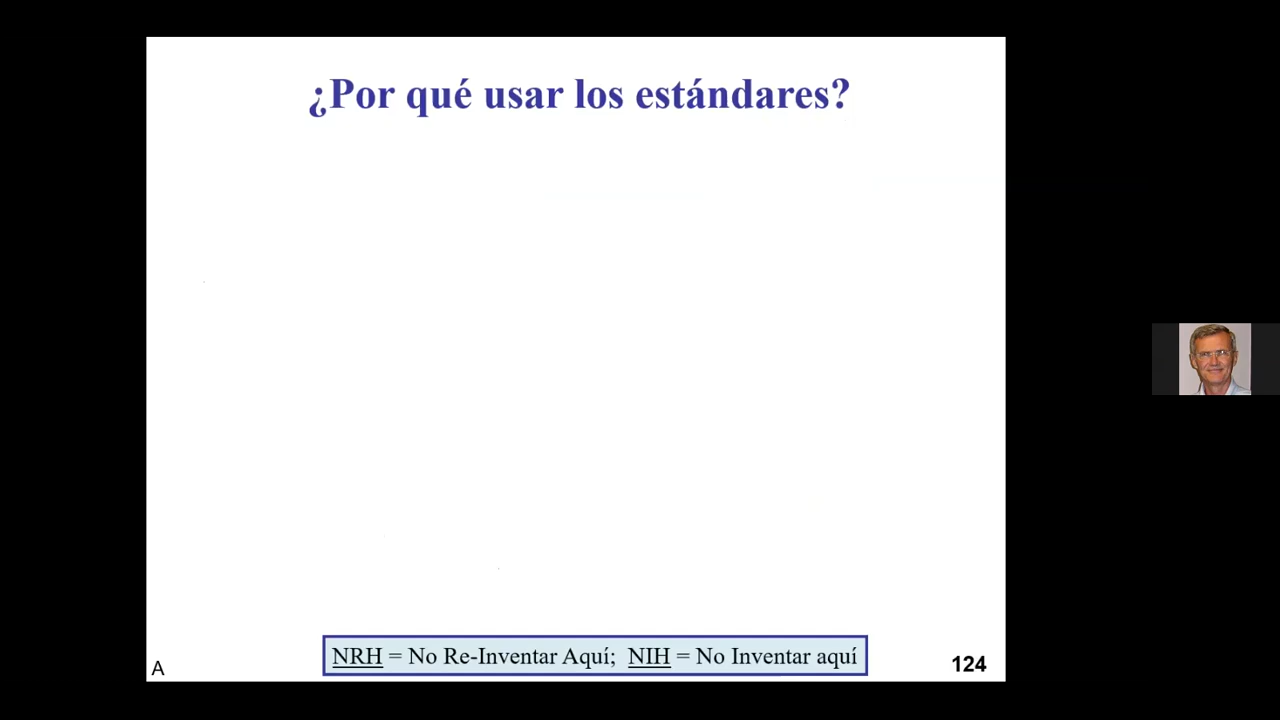 ¿Por qué usar los estándares?
NRH = No Re-Inventar Aquí; NIH = No Inventar aquí
A
124